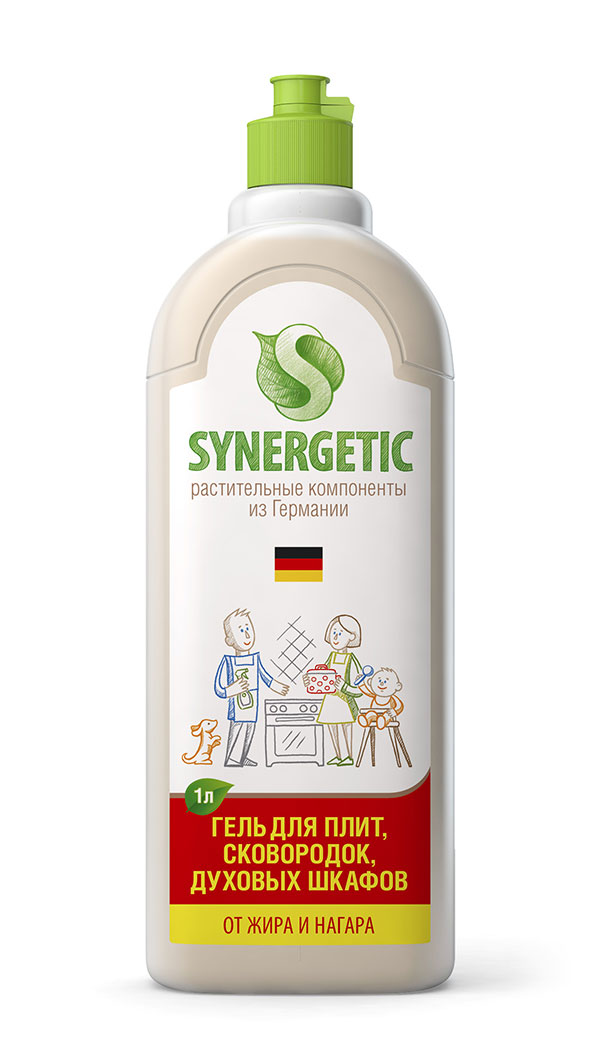 SYNERGETIC
растительные компоненты
из Германии
1л
ГЕЛЬ ДЛЯ ПЛИТ,
СКОВОРОДОК,
ДУХОВЫХ ШКАФОВ
ОТ ЖИРА И НАГАРА